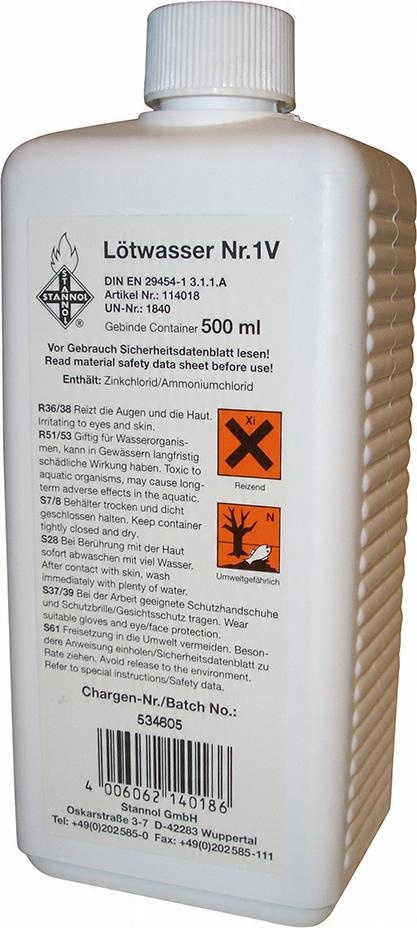 STANNOL
STANNOL
®
Lötwasser Nr.1V
DIN EN 29454-1 3.1.1.A
Artikel Nr.: 114018
UN-Nr.: 1840
Gebinde Container 500 ml
Vor Gebrauch Sicherheitsdatenblatt lesen!
Read material safety data sheet before use!
Enthält: Zinkchlorid/Ammoniumchlorid
R36/38 Reizt die Augen und die Haut.
Irritating to eyes and skin.
R51/53 Giftig für Wasserorganis-
men, kann in Gewässern langfristig
schädliche Wirkung haben. Toxic to
aquatic organisms, may cause long-
term adverse effects in the aquatic.
S7/8 Behälter trocken und dicht
geschlossen halten. Keep container
tightly closed and dry.
S28 Bei Berührung mit der Haut
sofort abwaschen mit viel Wasser.
After contact with skin, wash
immediately with plenty of water.
Xi
Reizend
N
Umweltgefährlich
S37/39 Bei der Arbeit geeignete Schutzhandschuhe
und Schutzbrille/Gesichtsschutz tragen. Wear
suitable gloves and eye/face protection.
S61 Freisetzung in die Umwelt vermeiden. Beson-
dere Anweisung einholen/Sicherheitsdatenblatt zu
Rate ziehen. Avoid release to the environment.
Refer to special instructions/Safety data.
Chargen-Nr./Batch No.:
534605
4 006062 140186
Stannol GmbH
Oskarstraße 3-7 D-42283 Wuppertal
Tel: +49(0)202585-0 Fax: +49(0)202585-111